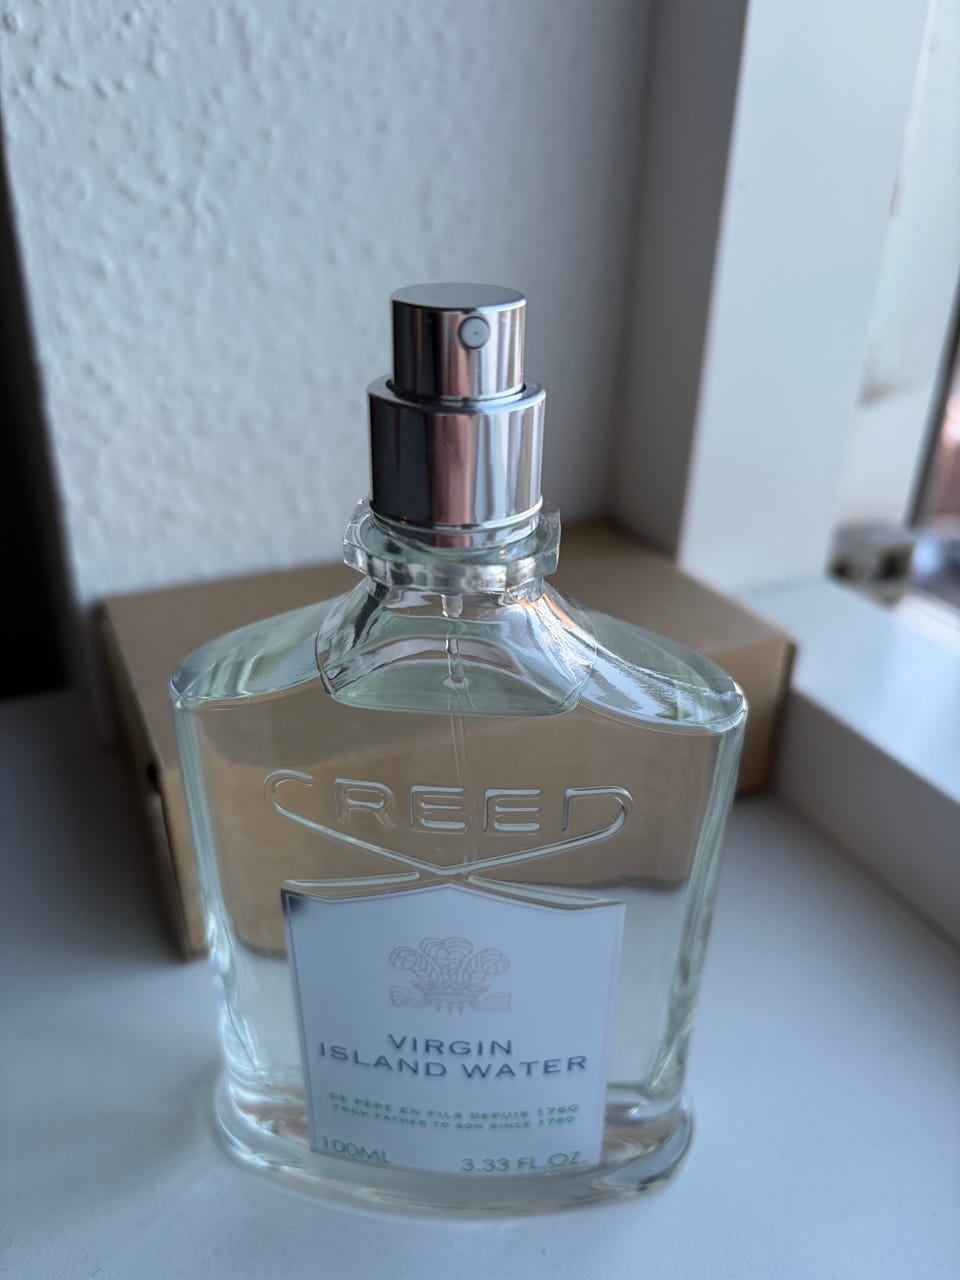 CREED
VIRGIN
ISLAND WATER
DE PÈRE EN FILS DEPUIS 1760
FROM FATHER TO SON SINCE 1760
100ML 3.33 FL.OZ.